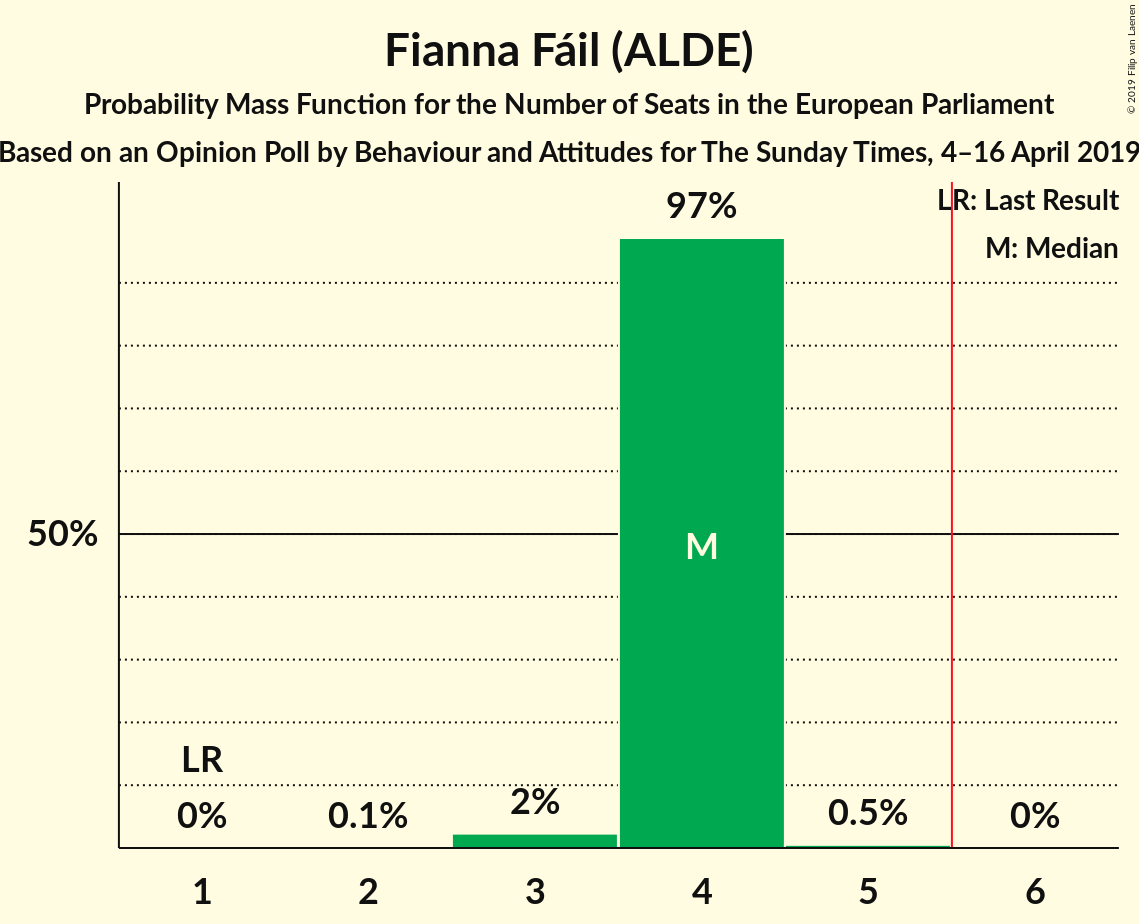 Fianna Fáil (ALDE)
Probability Mass Function for the Number of Seats in the European Parliament
Based on an Opinion Poll by Behaviour and Attitudes for The Sunday Times, 4–16 April 2019
© 2019 Filip van Laenen
LR: Last Result
M: Median
97%
50%
M
LR
0%
0.1%
2%
0.5%
0%
1
2
3
4
5
6